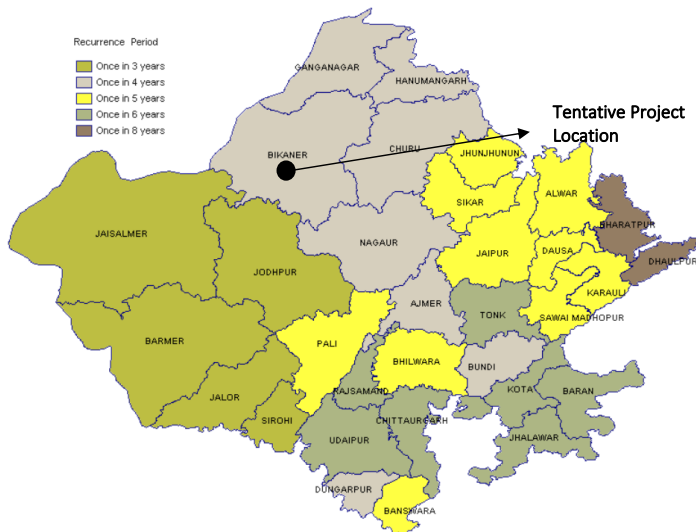 Recurrence Period
Once in 3 years
Once in 4 years
Once in 5 years
Once in 6 years
Once in 8 years
Tentative Project
Location
GANGANAGAR
HANUMANGARH
BIKANER
CHURU
JHUNJHUNUN
SIKAR
ALWAR
BHARATPUR
JAISALMER
JODHPUR
NAGAUR
JAIPUR
DAUSA
DHAULPUR
KARAULI
AJMER
TONK
SAWAI MADHOPUR
BARMER
PALI
BHILWARA
BUNDI
RAJSAMAND
KOTA
BARAN
JALOR
SIROHI
CHITTAURGARH
UDAIPUR
JHALAWAR
DUNGARPUR
BANSWARA